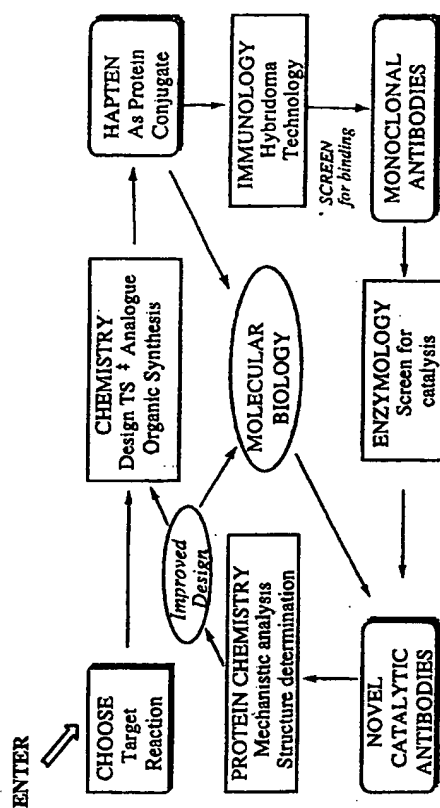 ENTER
CHOOSE
Target
Reaction
CHEMISTRY
Design TS ‡ Analogue
Organic Synthesis
HAPTEN
As Protein
Conjugate
Improved
Design
MOLECULAR
BIOLOGY
IMMUNOLOGY
Hybridoma
Technology
SCREEN
for binding
PROTEIN CHEMISTRY
Mechanistic analysis
Structure determination
NOVEL
CATALYTIC
ANTIBODIES
ENZYMOLOGY
Screen for
catalysis
MONOCLONAL
ANTIBODIES